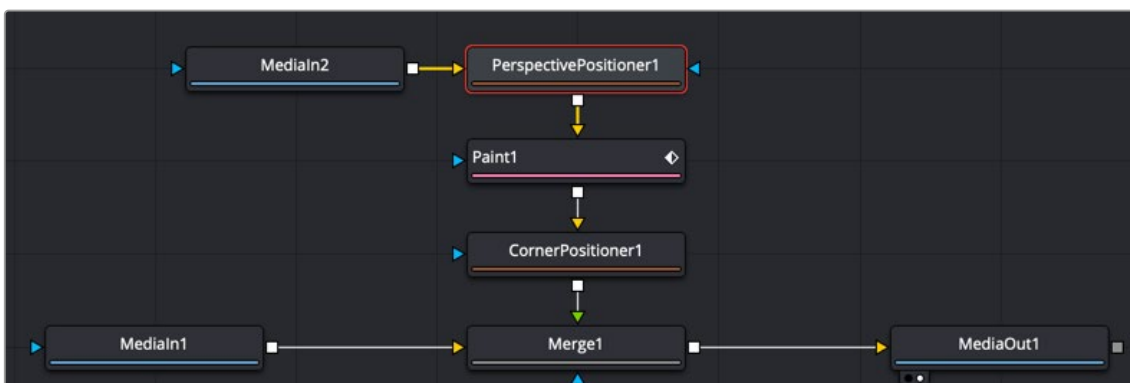 MediaIn2
PerspectivePositioner1
Paint1
CornerPositioner1
MediaIn1
Merge1
MediaOut1